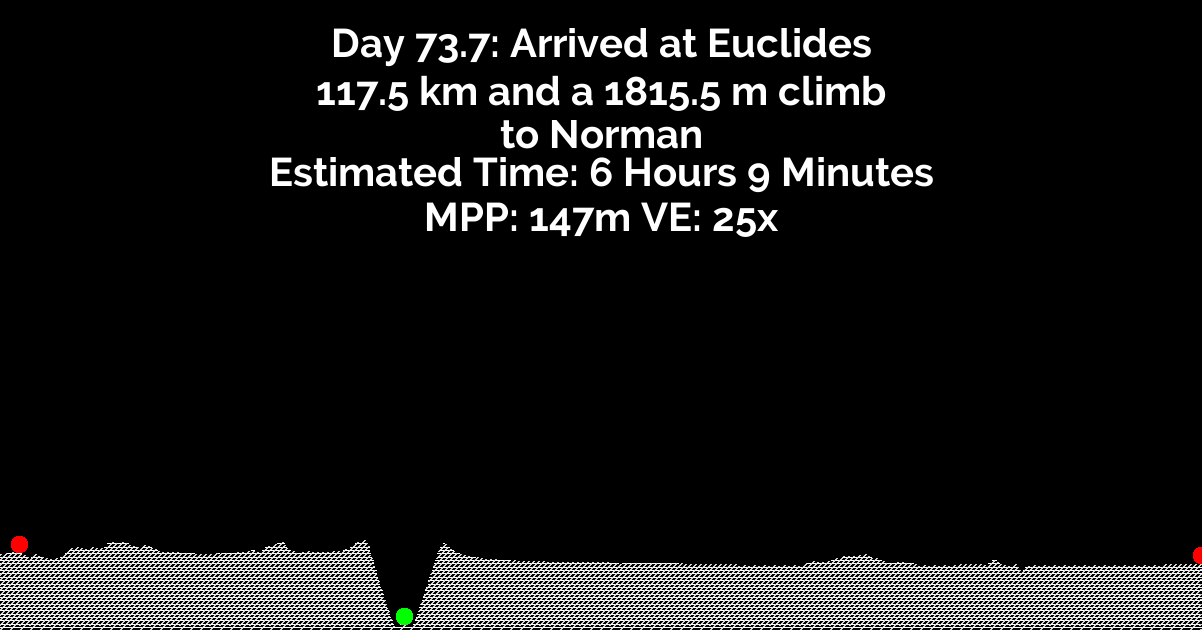 Day 73.7: Arrived at Euclides
117.5 km and a 1815.5 m climb
to Norman
Estimated Time: 6 Hours 9 Minutes
MPP: 147m VE: 25x